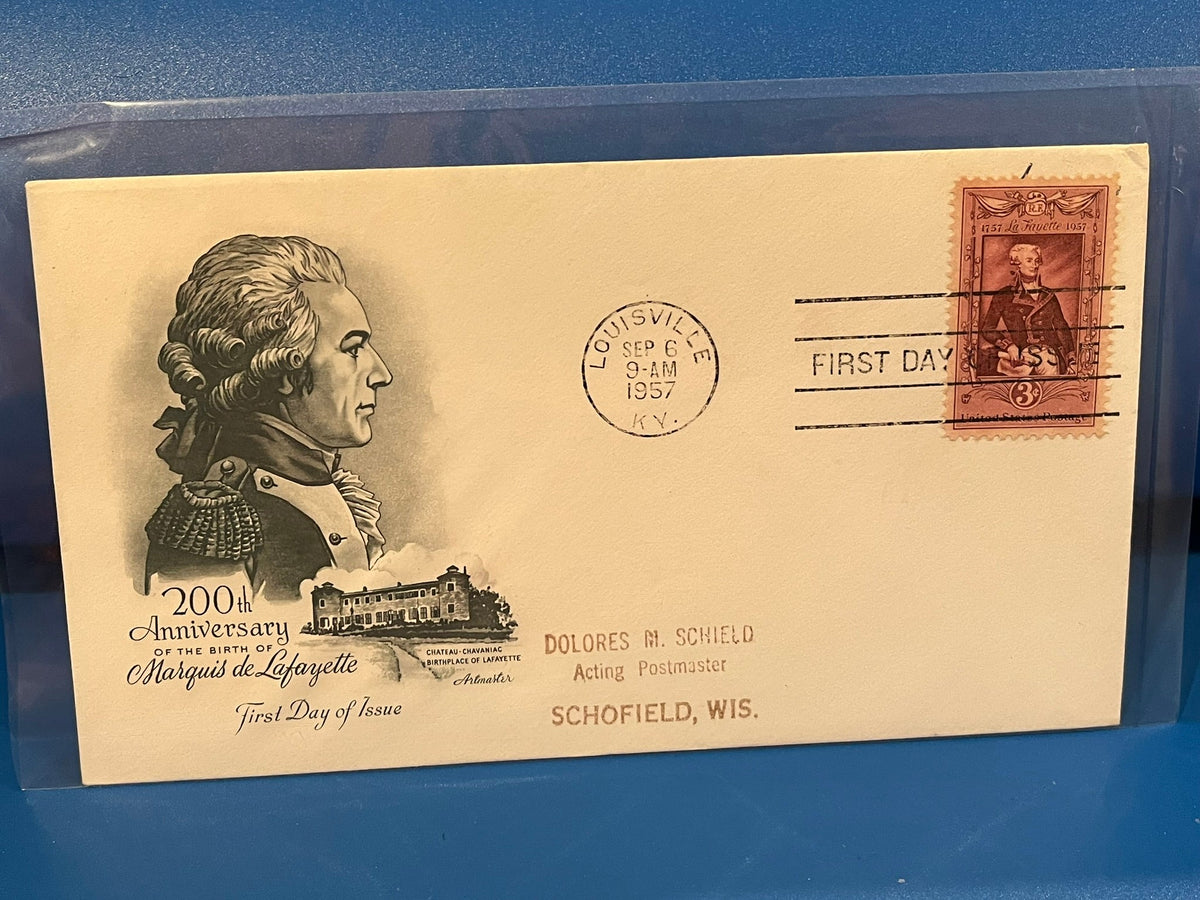 R.F.
1757 La Fayette 1957
3¢
United States Postage
LOUISVILLE
SEP 6
9-AM
1957
KY.
FIRST DAY OF ISSUE
200th
Anniversary
OF THE BIRTH OF
Marquis de Lafayette
First Day of Issue
CHATEAU-CHAVANIAC
BIRTHPLACE OF LAFAYETTE
Artmaster
DOLORES M. SCHIELD
Acting Postmaster
SCHOFIELD, WIS.